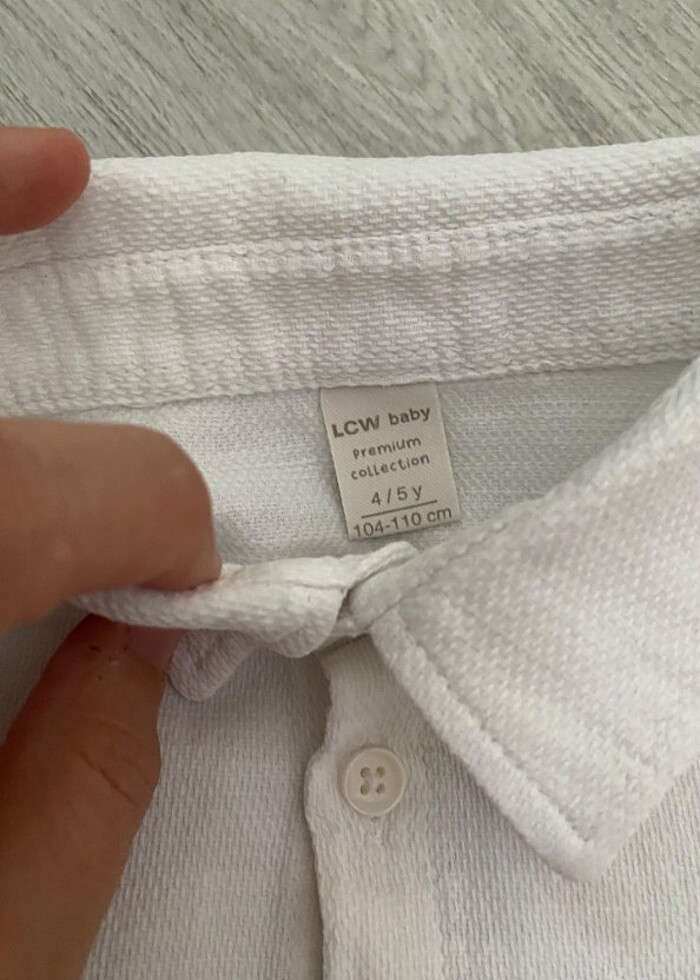 LCW baby
Premium
collection
4/5 y
104-110 cm